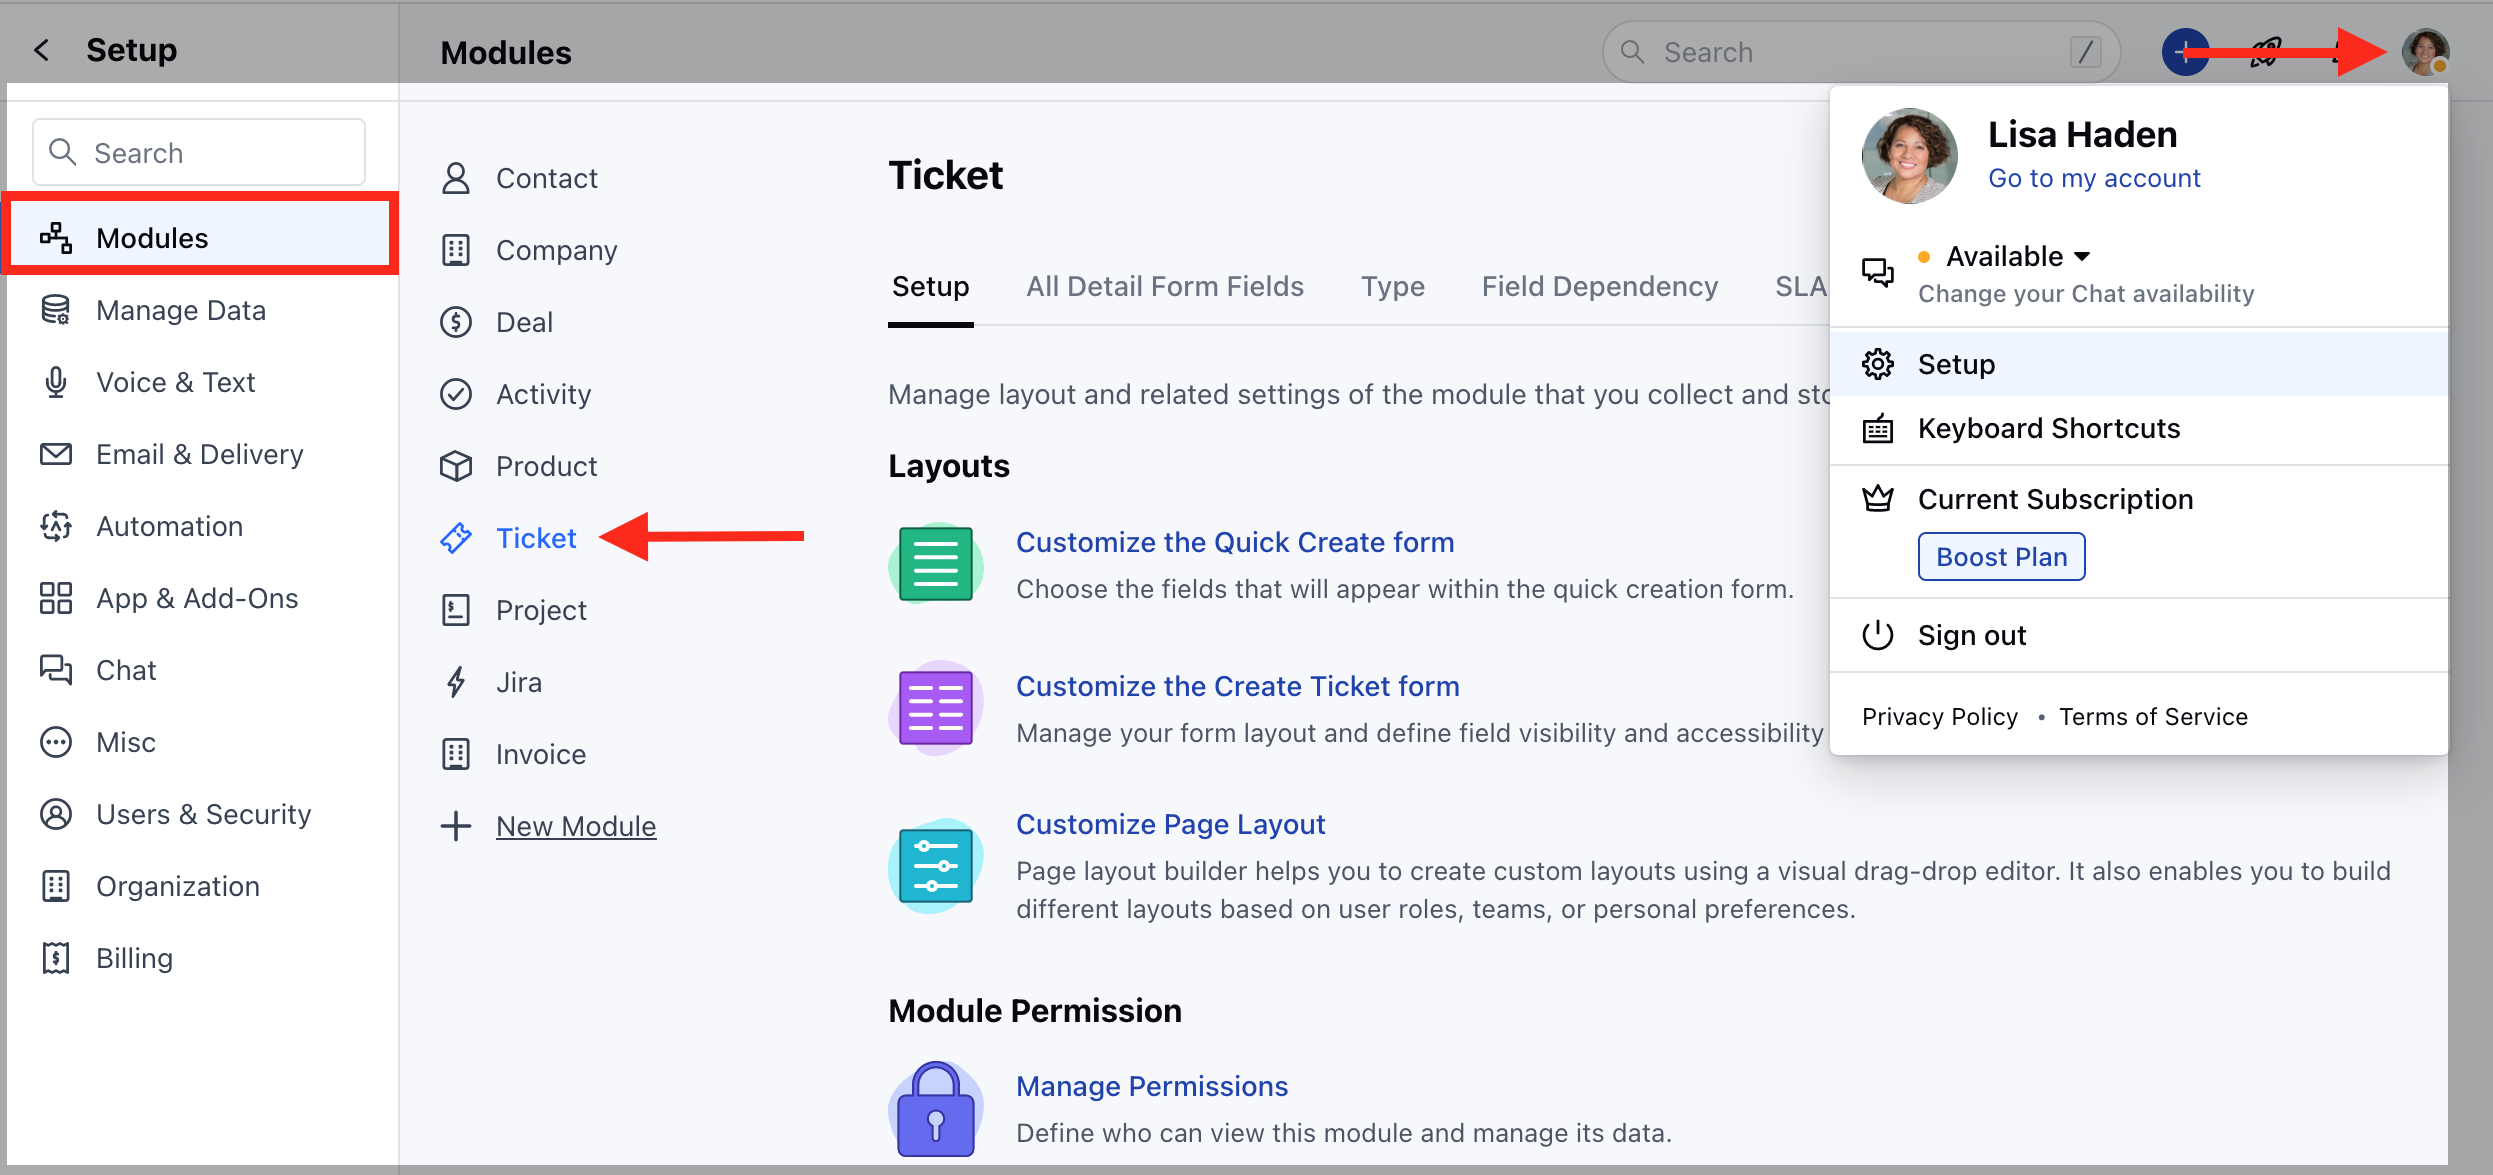 Setup
Modules
Search
/
Search
Modules
Manage Data
Voice & Text
Email & Delivery
Automation
App & Add-Ons
Chat
Misc
Users & Security
Organization
Billing
Contact
Company
Deal
Activity
Product
Ticket
Project
Jira
Invoice
New Module
Ticket
Setup
All Detail Form Fields
Type
Field Dependency
SLA
Manage layout and related settings of the module that you collect and
Layouts
Customize the Quick Create form
Choose the fields that will appear within the quick creation form.
Customize the Create Ticket form
Manage your form layout and define field visibility and accessibility
Customize Page Layout
Page layout builder helps you to create custom layouts using a visual drag-drop editor. It also enables you to build
different layouts based on user roles, teams, or personal preferences.
Module Permission
Manage Permissions
Define who can view this module and manage its data.
Lisa Haden
Go to my account
Available
Change your Chat availability
Setup
Keyboard Shortcuts
Current Subscription
Boost Plan
Sign out
Privacy Policy • Terms of Service